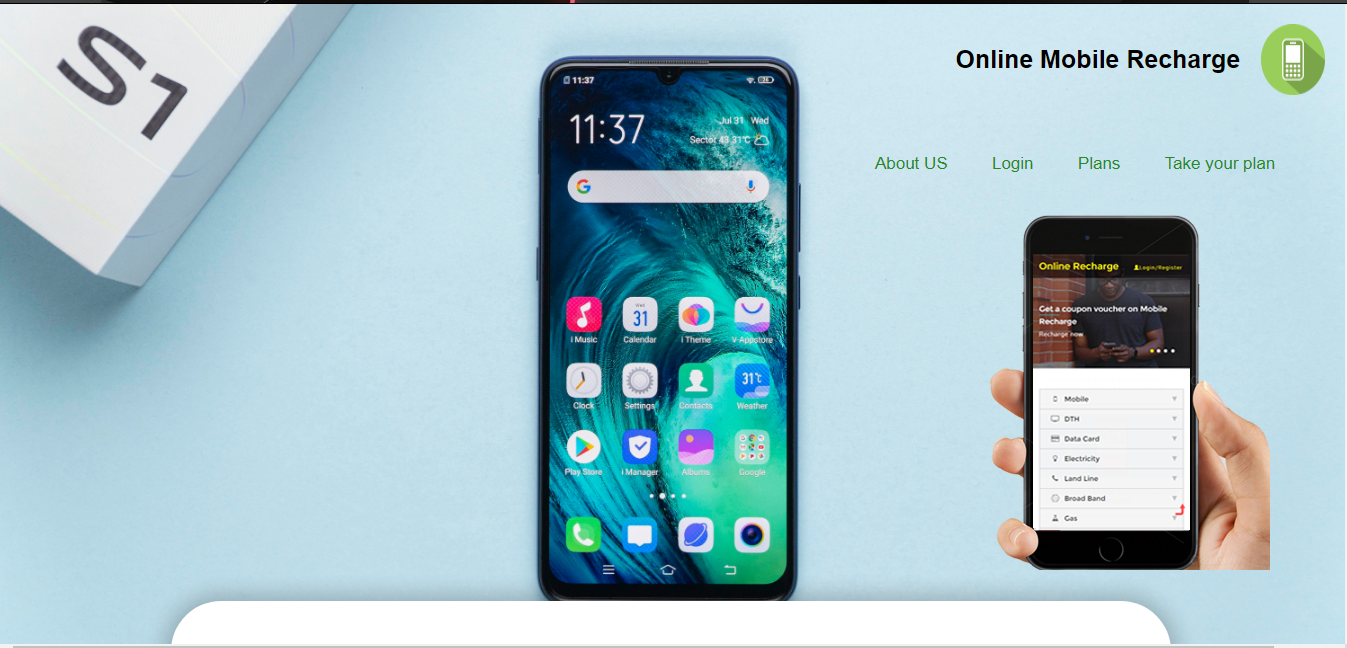 S1
Online Mobile Recharge
About US
Login
Plans
Take your plan
11:37
11:37
Jul 31 Wed
Sector 43 31°C
i Music
Wed
31
Calendar
i Theme
V-Appstore
Clock
Settings
Contacts
31°c
Weather
Play Store
i Manager
Albums
Google
Online Recharge
Login/Register
Get a coupon voucher on Mobile
Recharge
Recharge now
Mobile
DTH
Data Card
Electricity
Land Line
Broad Band
Gas